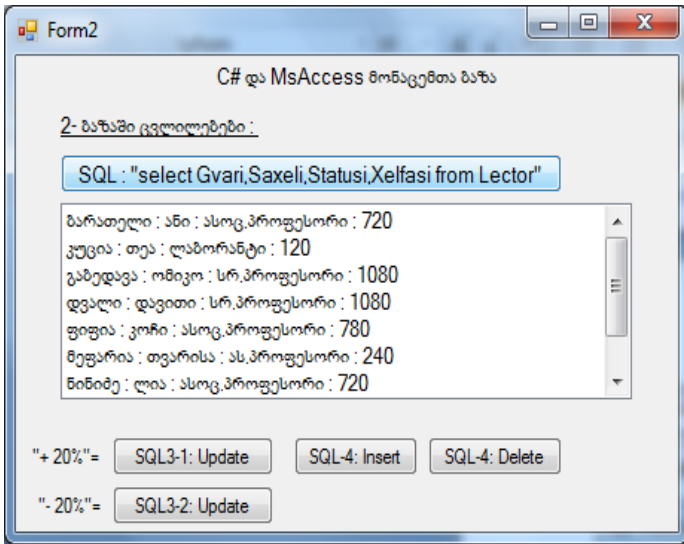 Form2
C# და MsAccess მონაცემთა ბაზა
2- ბაზაში ცვლილებები :
SQL : "select Gvari,Saxeli,Statusi,Xelfasi from Lector"
ბარათელი : ანი : ასოც.პროფესორი : 720
კუცია : თეა : ლაბორანტი : 120
გაბედავა : ომიკო : სრ.პროფესორი : 1080
დვალი : დავითი : სრ.პროფესორი : 1080
ფიფია : კოჩი : ასოც.პროფესორი : 780
მეფარია : თვარისა : ას.პროფესორი : 240
ნინიძე : ლია : ასოც.პროფესორი : 720
"+ 20%"= SQL3-1: Update SQL-4: Insert SQL-4: Delete
"- 20%"= SQL3-2: Update